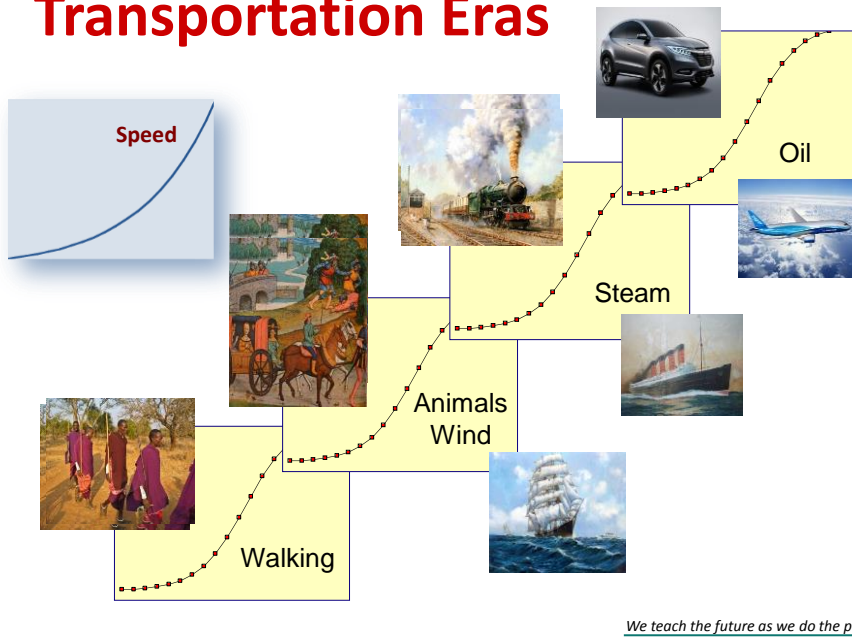 Transportation Eras
Speed
Oil
Steam
Animals
Wind
Walking
We teach the future as we do the p